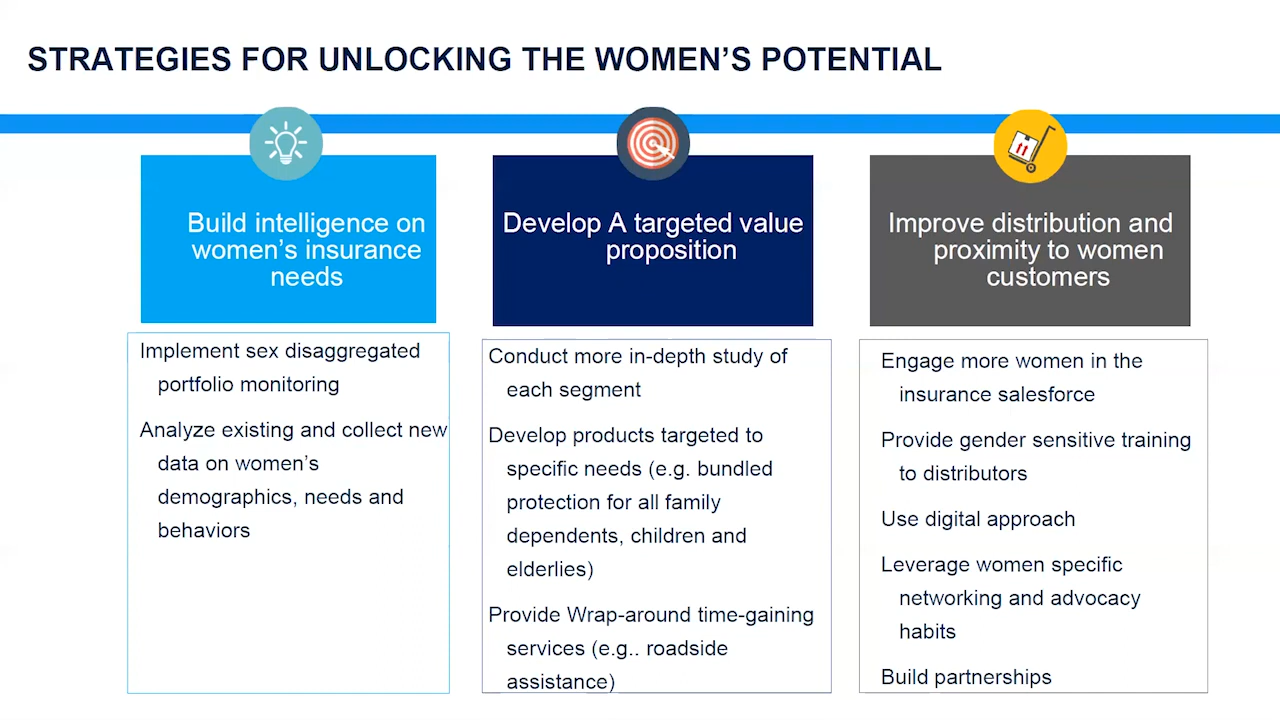 STRATEGIES FOR UNLOCKING THE WOMEN’S POTENTIAL
Build intelligence on
women’s insurance
needs
Implement sex disaggregated
portfolio monitoring
Analyze existing and collect new
data on women’s
demographics, needs and
behaviors
Develop A targeted value
proposition
Conduct more in-depth study of
each segment
Develop products targeted to
specific needs (e.g. bundled
protection for all family
dependents, children and
elderlies)
Provide Wrap-around time-gaining
services (e.g.. roadside
assistance)
Improve distribution and
proximity to women
customers
Engage more women in the
insurance salesforce
Provide gender sensitive training
to distributors
Use digital approach
Leverage women specific
networking and advocacy
habits
Build partnerships